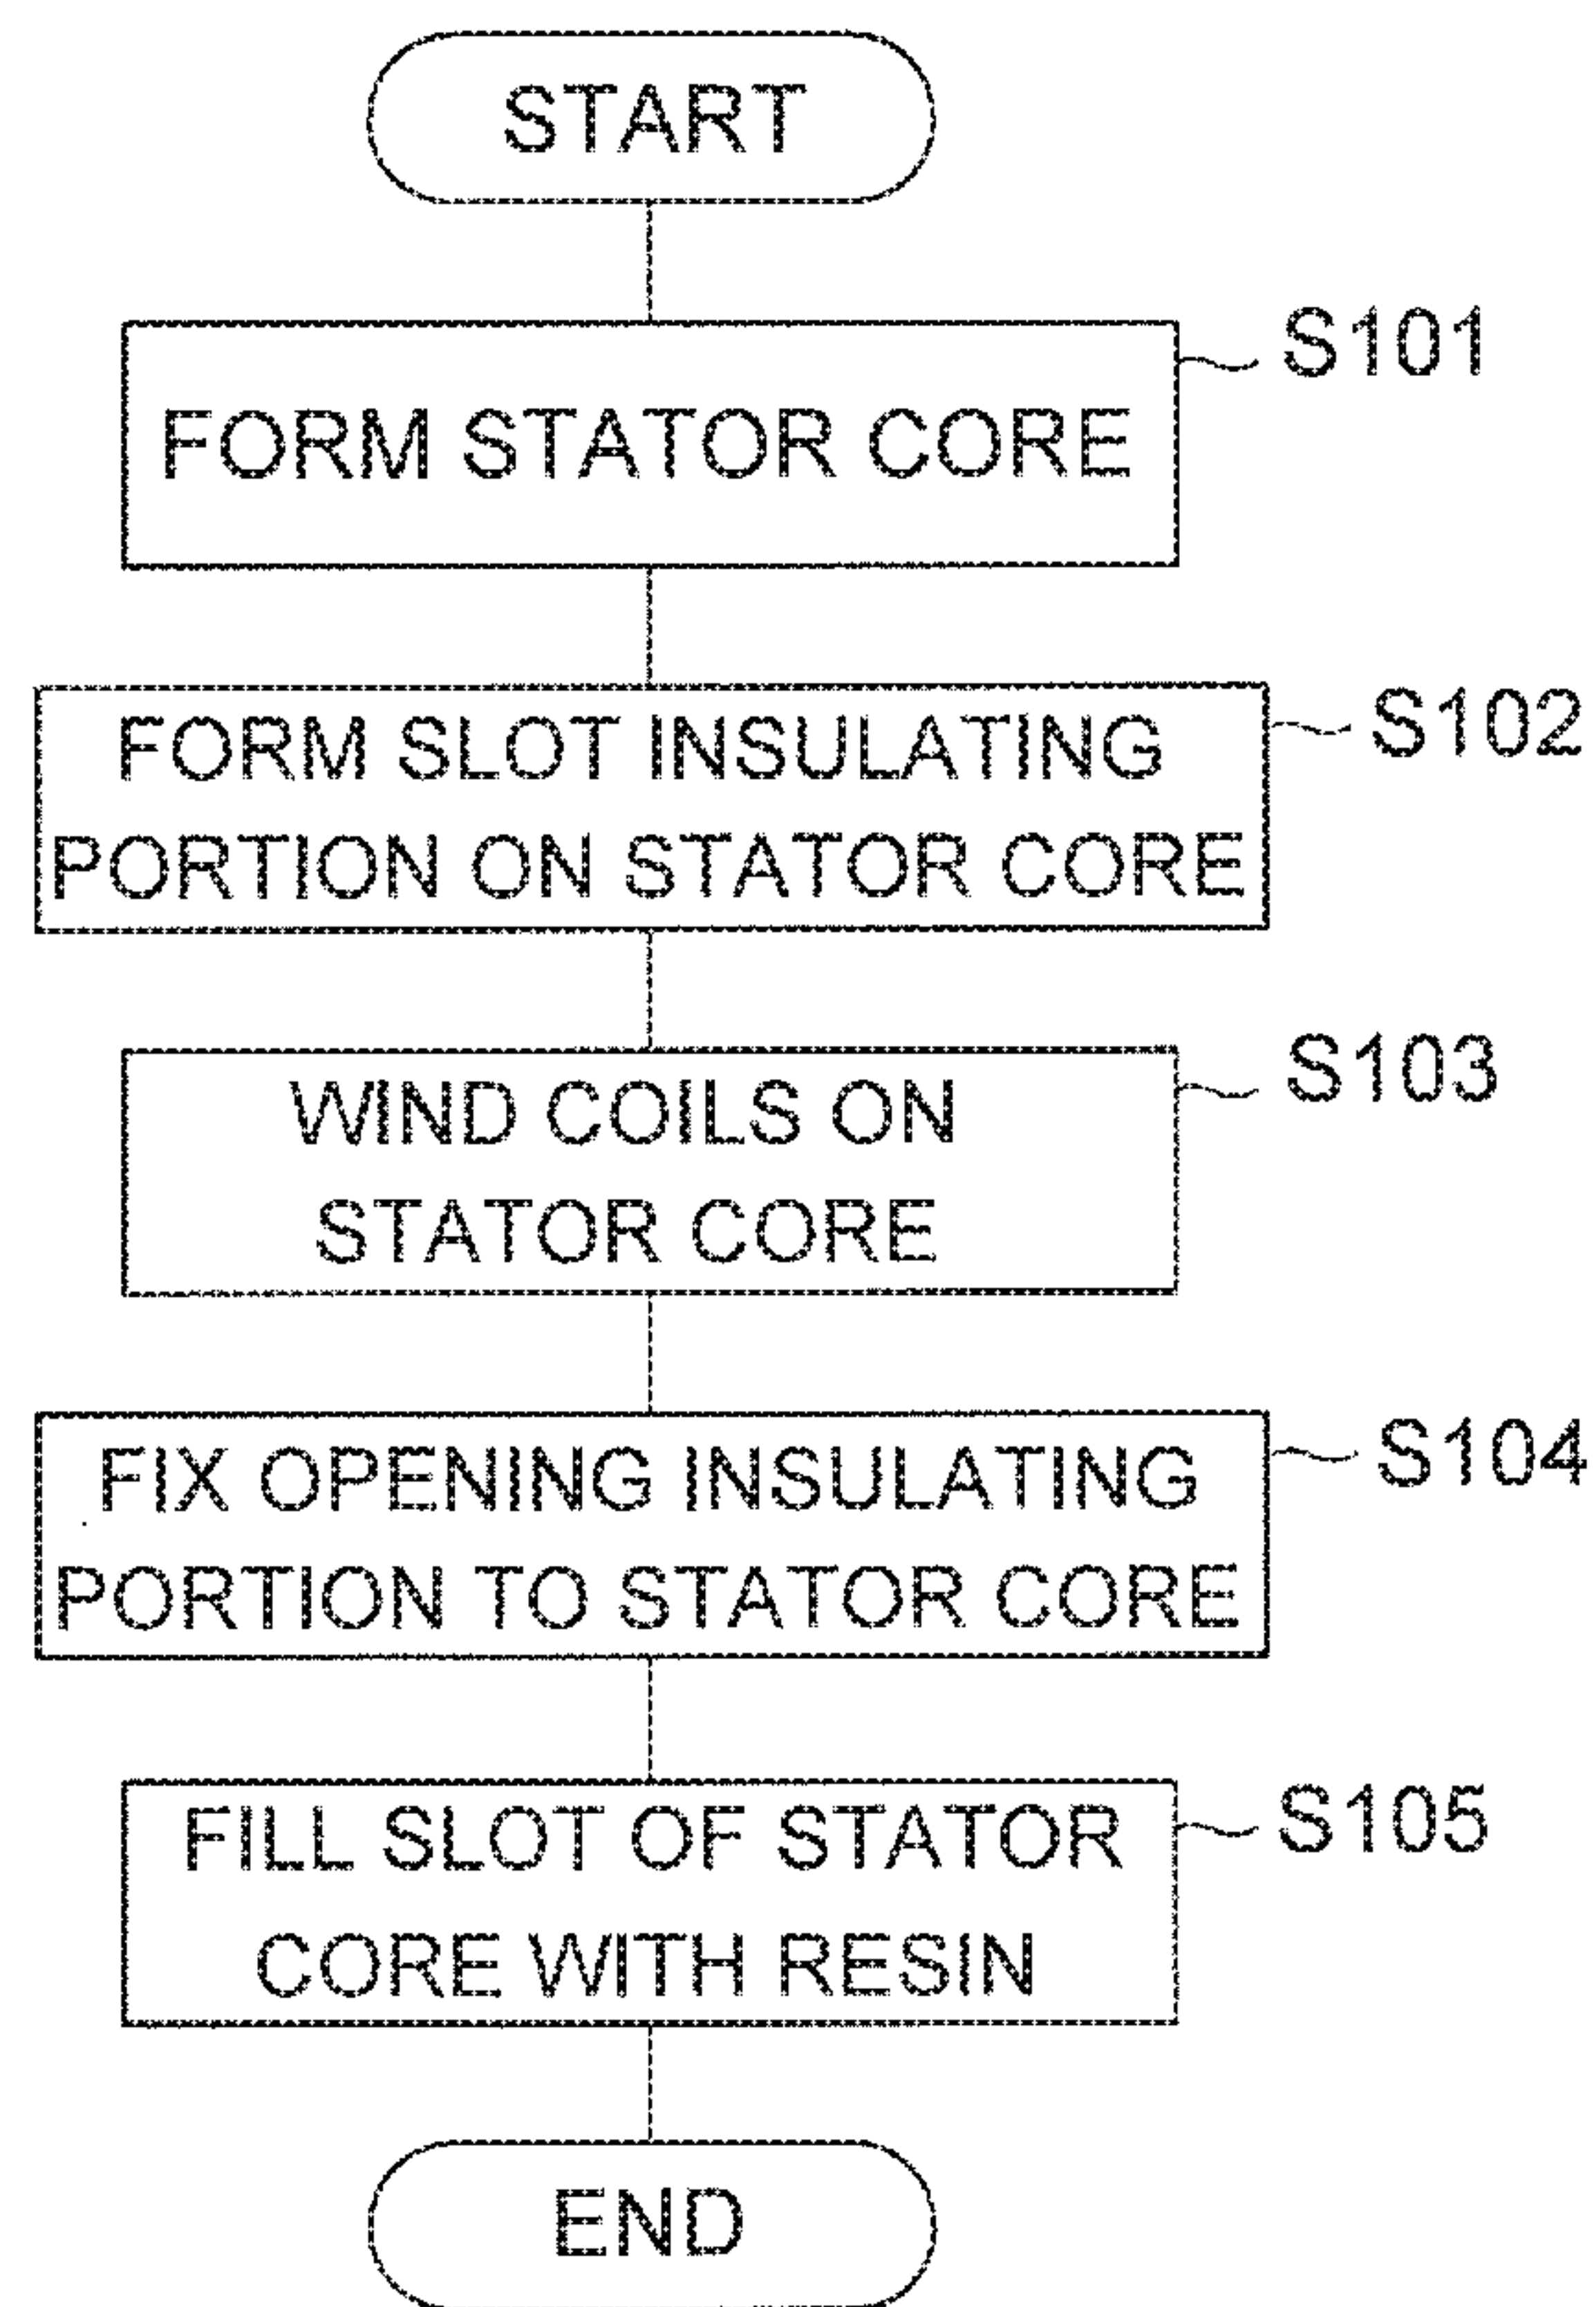 START
S101
FORM STATOR CORE
S102
FORM SLOT INSULATING
PORTION ON STATOR CORE
S103
WIND COILS ON
STATOR CORE
S104
FIX OPENING INSULATING
PORTION TO STATOR CORE
S105
FILL SLOT OF STATOR
CORE WITH RESIN
END